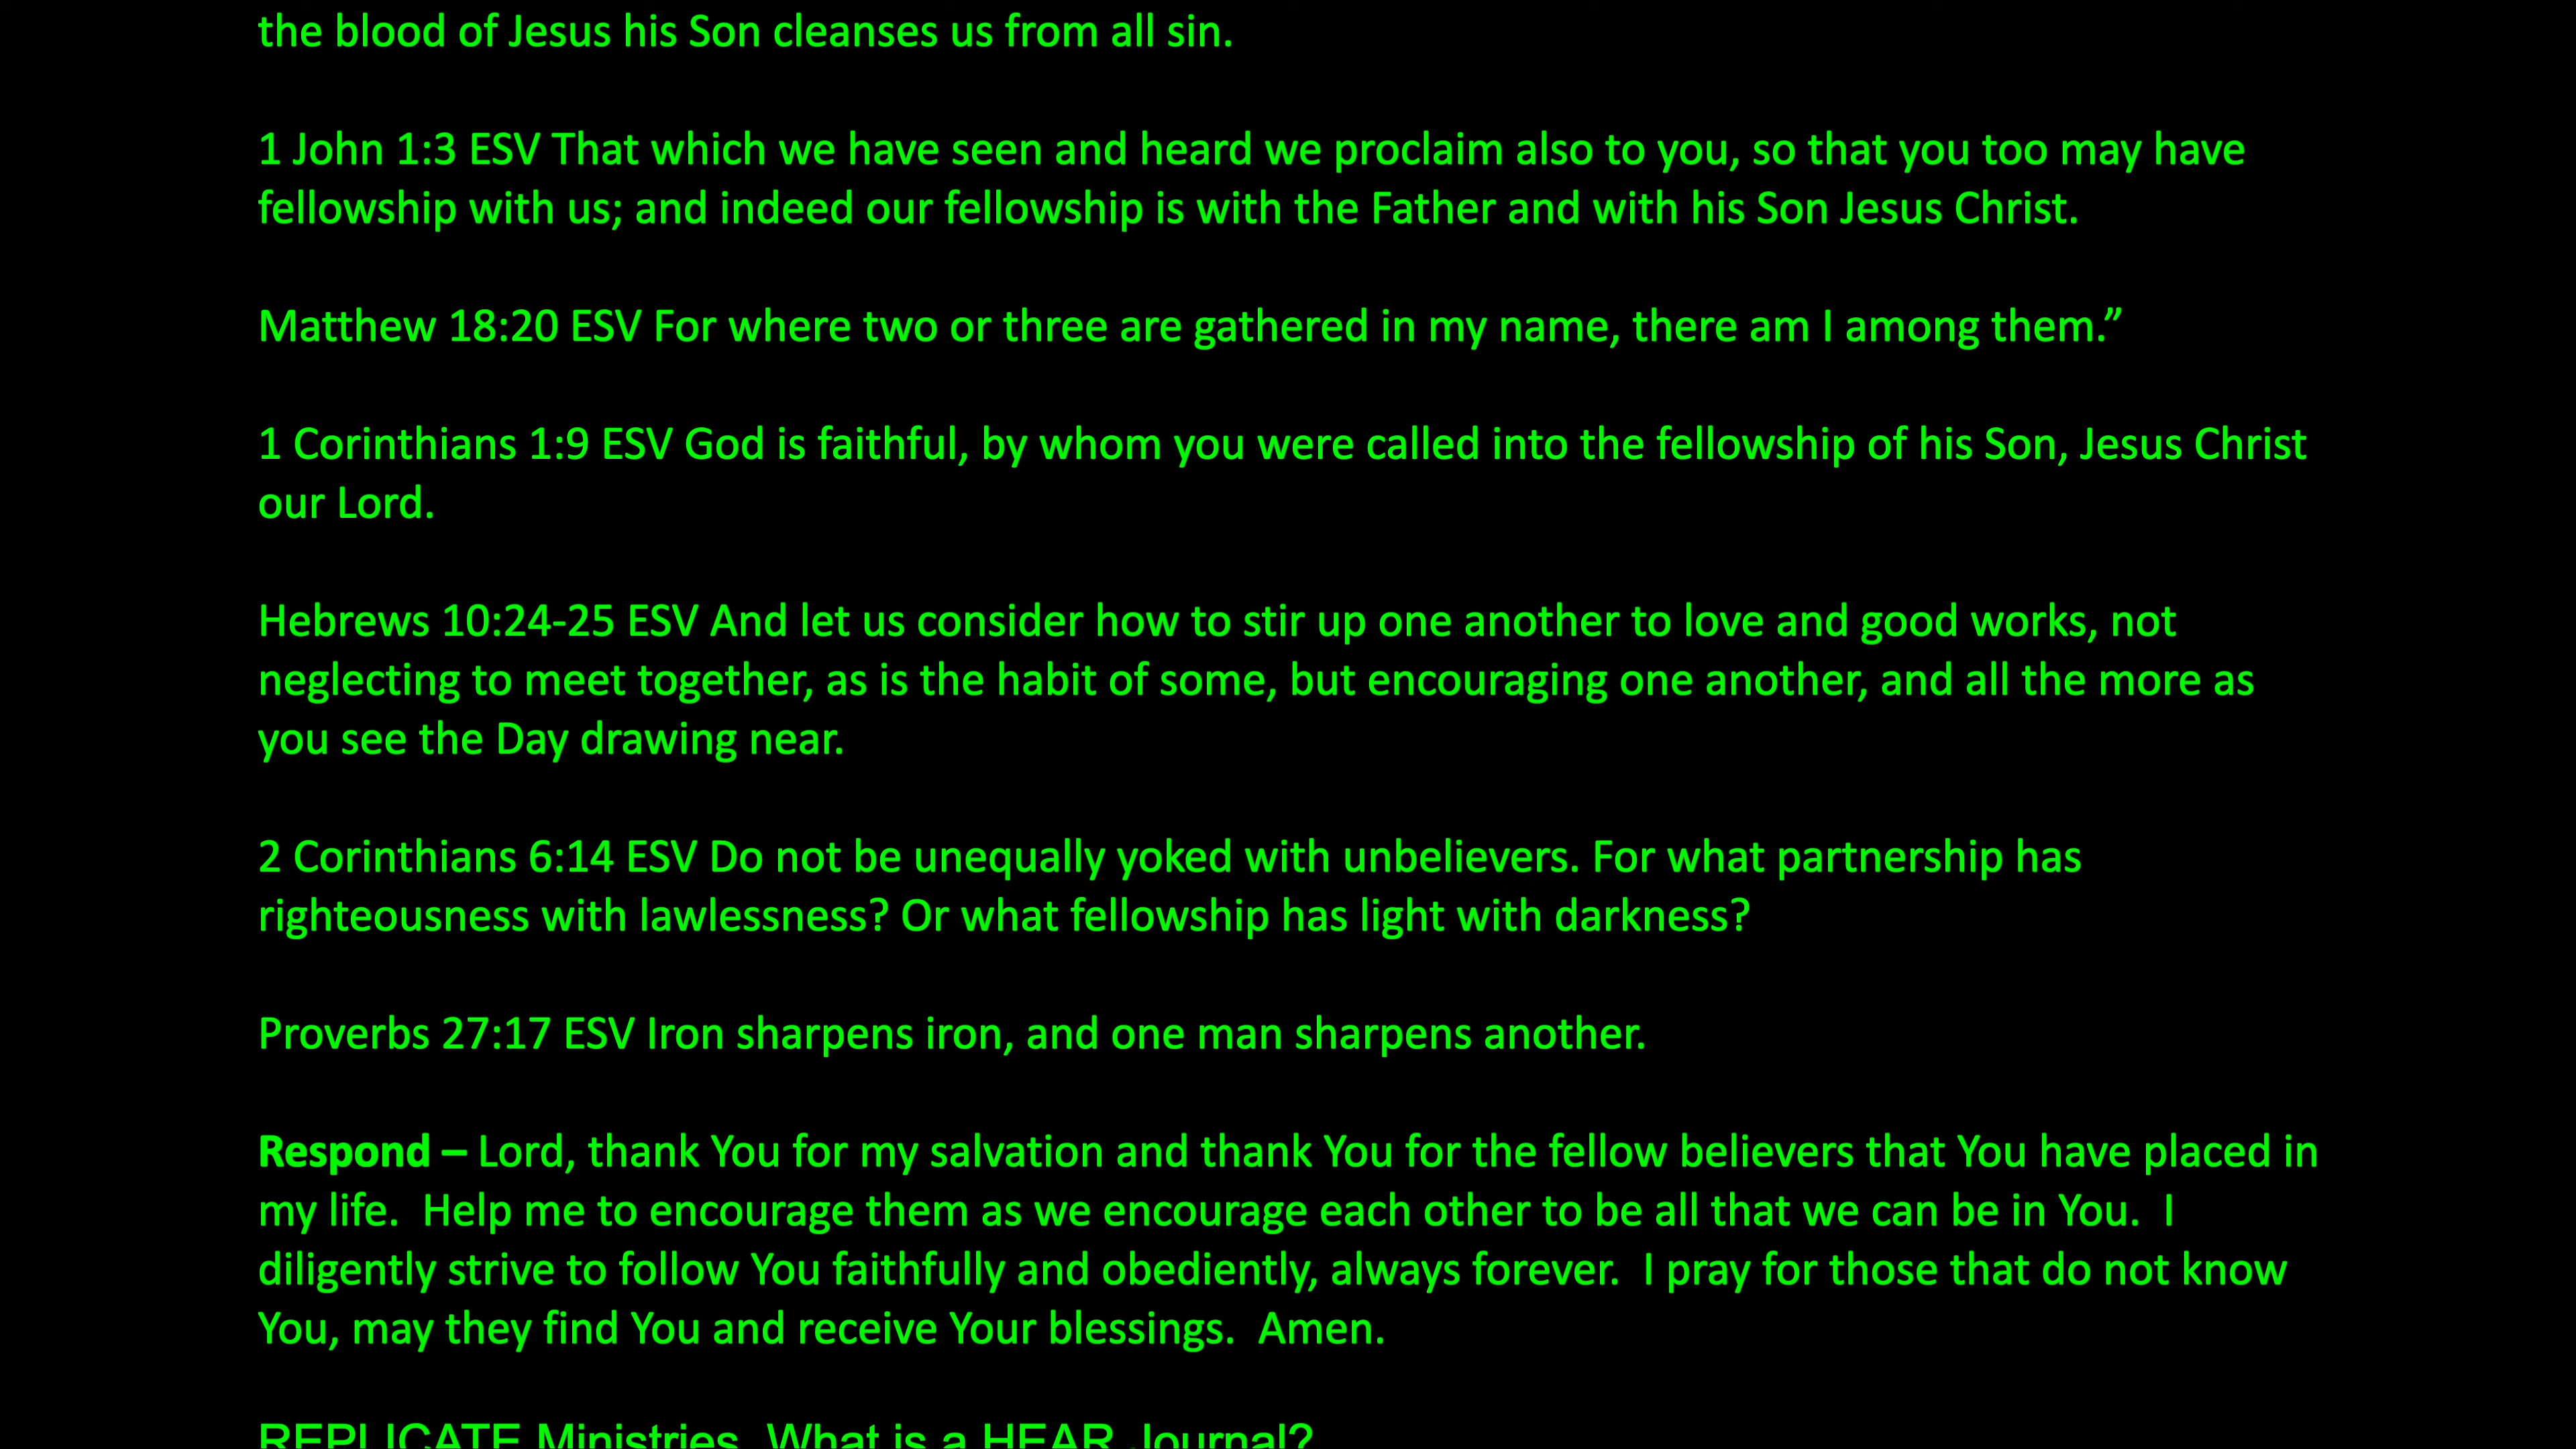 the blood of Jesus his Son cleanses us from all sin.
1 John 1:3 ESV That which we have seen and heard we proclaim also to you, so that you too may have
fellowship with us; and indeed our fellowship is with the Father and with his Son Jesus Christ.
Matthew 18:20 ESV For where two or three are gathered in my name, there am I among them.”
1 Corinthians 1:9 ESV God is faithful, by whom you were called into the fellowship of his Son, Jesus Christ
our Lord.
Hebrews 10:24-25 ESV And let us consider how to stir up one another to love and good works, not
neglecting to meet together, as is the habit of some, but encouraging one another, and all the more as
you see the Day drawing near.
2 Corinthians 6:14 ESV Do not be unequally yoked with unbelievers. For what partnership has
righteousness with lawlessness? Or what fellowship has light with darkness?
Proverbs 27:17 ESV Iron sharpens iron, and one man sharpens another.
Respond – Lord, thank You for my salvation and thank You for the fellow believers that You have placed in
my life.  Help me to encourage them as we encourage each other to be all that we can be in You.  I
diligently strive to follow You faithfully and obediently, always forever.  I pray for those that do not know
You, may they find You and receive Your blessings.  Amen.
REPLICATE Ministries  What is a HEAR Journal?